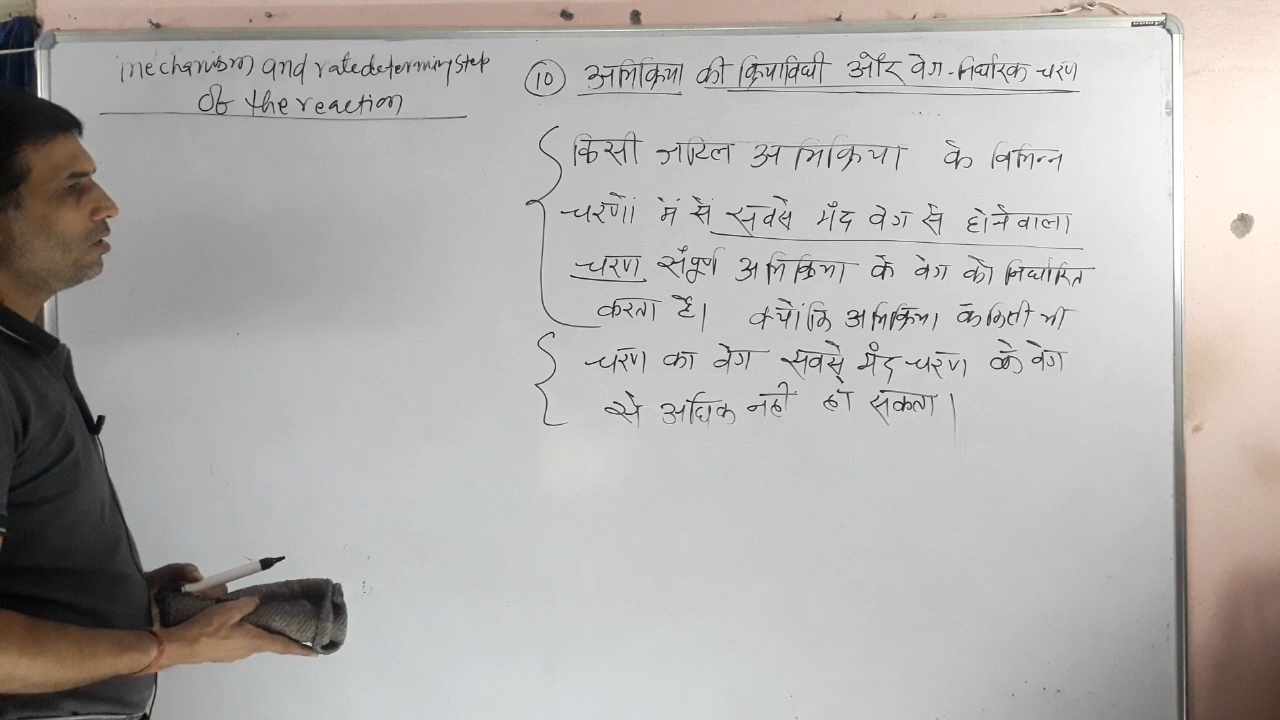 mechanism and rate determining step
of the reaction
10 अभिक्रिया की क्रियाविधी और वेग-निर्धारक चरण
किसी जटिल अभिक्रिया के विभिन्न
चरणों में से सबसे मंद वेग से होने वाला
चरण संपूर्ण अभिक्रिया के वेग को निर्धारित
करता है। क्योंकि अभिक्रिया के किसी भी
चरण का वेग सबसे मंद चरण के वेग
से अधिक नहीं हो सकता।